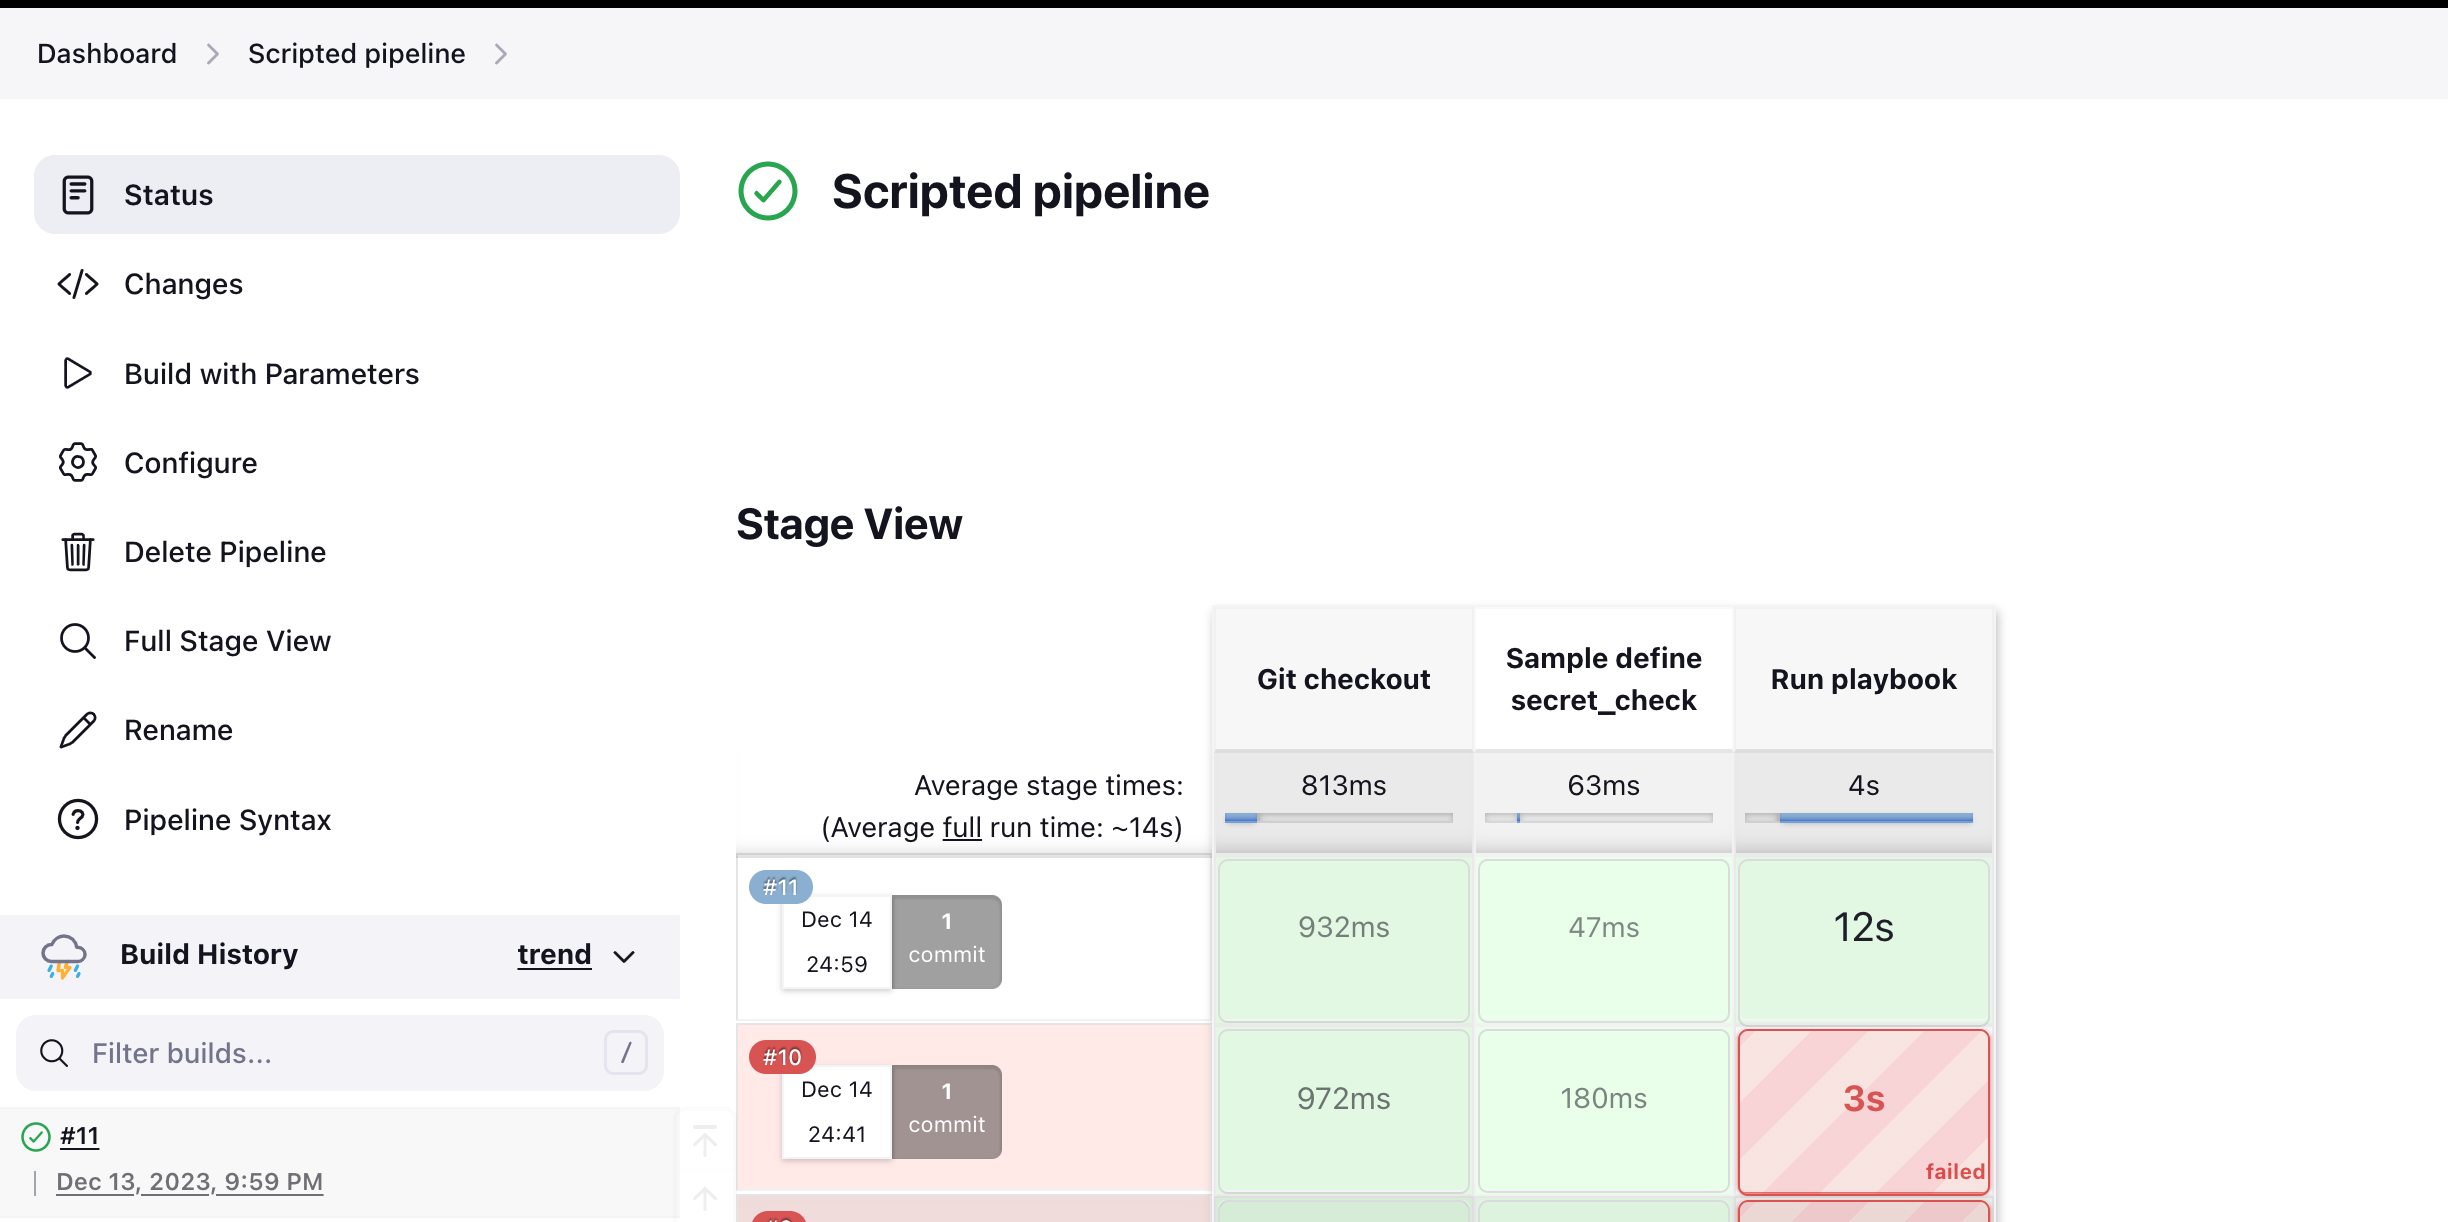 Dashboard
Scripted pipeline
Status
Changes
Build with Parameters
Configure
Delete Pipeline
Full Stage View
Rename
Pipeline Syntax
Build History
trend
Filter builds...
/
#11
Dec 13, 2023, 9:59 PM
Scripted pipeline
Stage View
Git checkout
Sample define
secret_check
Run playbook
Average stage times:
(Average full run time: ~14s)
813ms
63ms
4s
#11
Dec 14
24:59
1
commit
932ms
47ms
12s
#10
Dec 14
24:41
1
commit
972ms
180ms
3s
failed